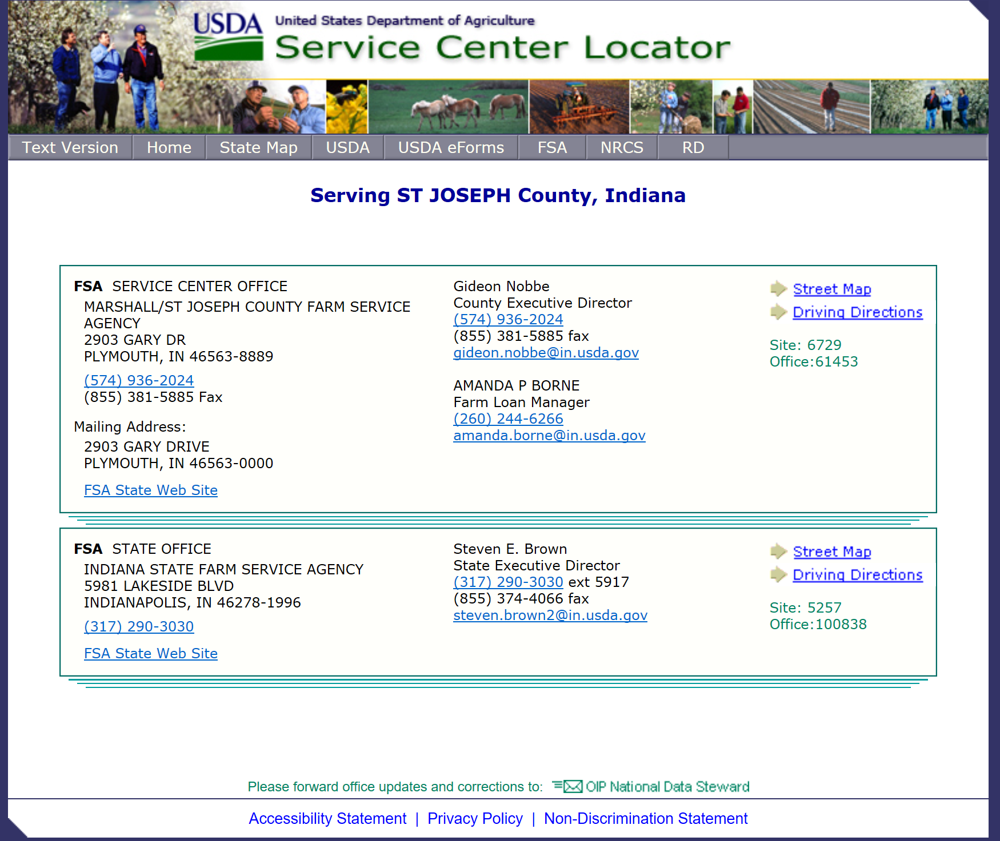 USDA
United States Department of Agriculture
Service Center Locator
Text Version Home State Map USDA USDA eForms FSA NRCS RD
Serving ST JOSEPH County, Indiana
FSA SERVICE CENTER OFFICE
MARSHALL/ST JOSEPH COUNTY FARM SERVICE
AGENCY
2903 GARY DR
PLYMOUTH, IN 46563-8889
(574) 936-2024
(855) 381-5885 Fax
Mailing Address:
2903 GARY DRIVE
PLYMOUTH, IN 46563-0000
FSA State Web Site
Gideon Nobbe
County Executive Director
(574) 936-2024
(855) 381-5885 fax
gideon.nobbe@in.usda.gov
AMANDA P BORNE
Farm Loan Manager
(260) 244-6266
amanda.borne@in.usda.gov
Street Map
Driving Directions
Site: 6729
Office:61453
FSA STATE OFFICE
INDIANA STATE FARM SERVICE AGENCY
5981 LAKESIDE BLVD
INDIANAPOLIS, IN 46278-1996
(317) 290-3030
FSA State Web Site
Steven E. Brown
State Executive Director
(317) 290-3030 ext 5917
(855) 374-4066 fax
steven.brown2@in.usda.gov
Street Map
Driving Directions
Site: 5257
Office:100838
Please forward office updates and corrections to: OIP National Data Steward
Accessibility Statement | Privacy Policy | Non-Discrimination Statement